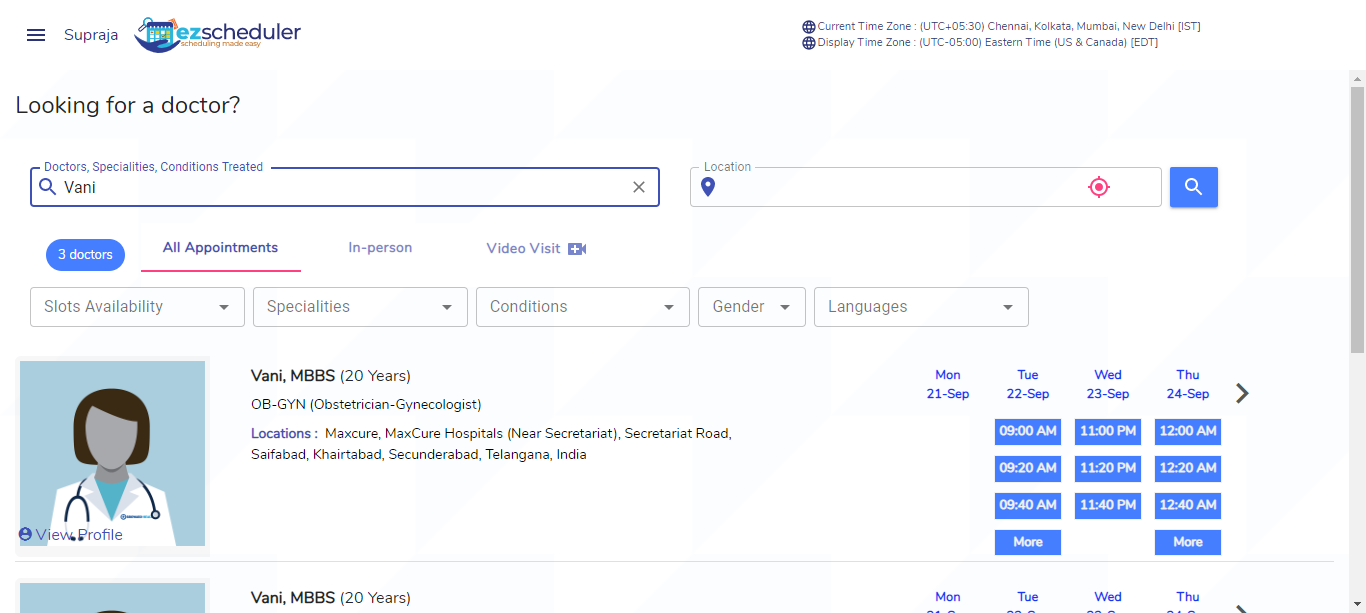 Supraja
ezscheduler
scheduling made easy
Current Time Zone : (UTC+05:30) Chennai, Kolkata, Mumbai, New Delhi [IST]
Display Time Zone : (UTC-05:00) Eastern Time (US & Canada) [EDT]
Looking for a doctor?
Doctors, Specialities, Conditions Treated
Vani
Location
3 doctors
All Appointments
In-person
Video Visit
Slots Availability
Specialities
Conditions
Gender
Languages
Vani, MBBS (20 Years)
OB-GYN (Obstetrician-Gynecologist)
Locations : Maxcure, MaxCure Hospitals (Near Secretariat), Secretariat Road,
Saifabad, Khairtabad, Secunderabad, Telangana, India
View Profile
Mon Tue Wed Thu
21-Sep 22-Sep 23-Sep 24-Sep
09:00 AM 11:00 PM 12:00 AM
09:20 AM 11:20 PM 12:20 AM
09:40 AM 11:40 PM 12:40 AM
More More
Vani, MBBS (20 Years)
Mon Tue Wed Thu